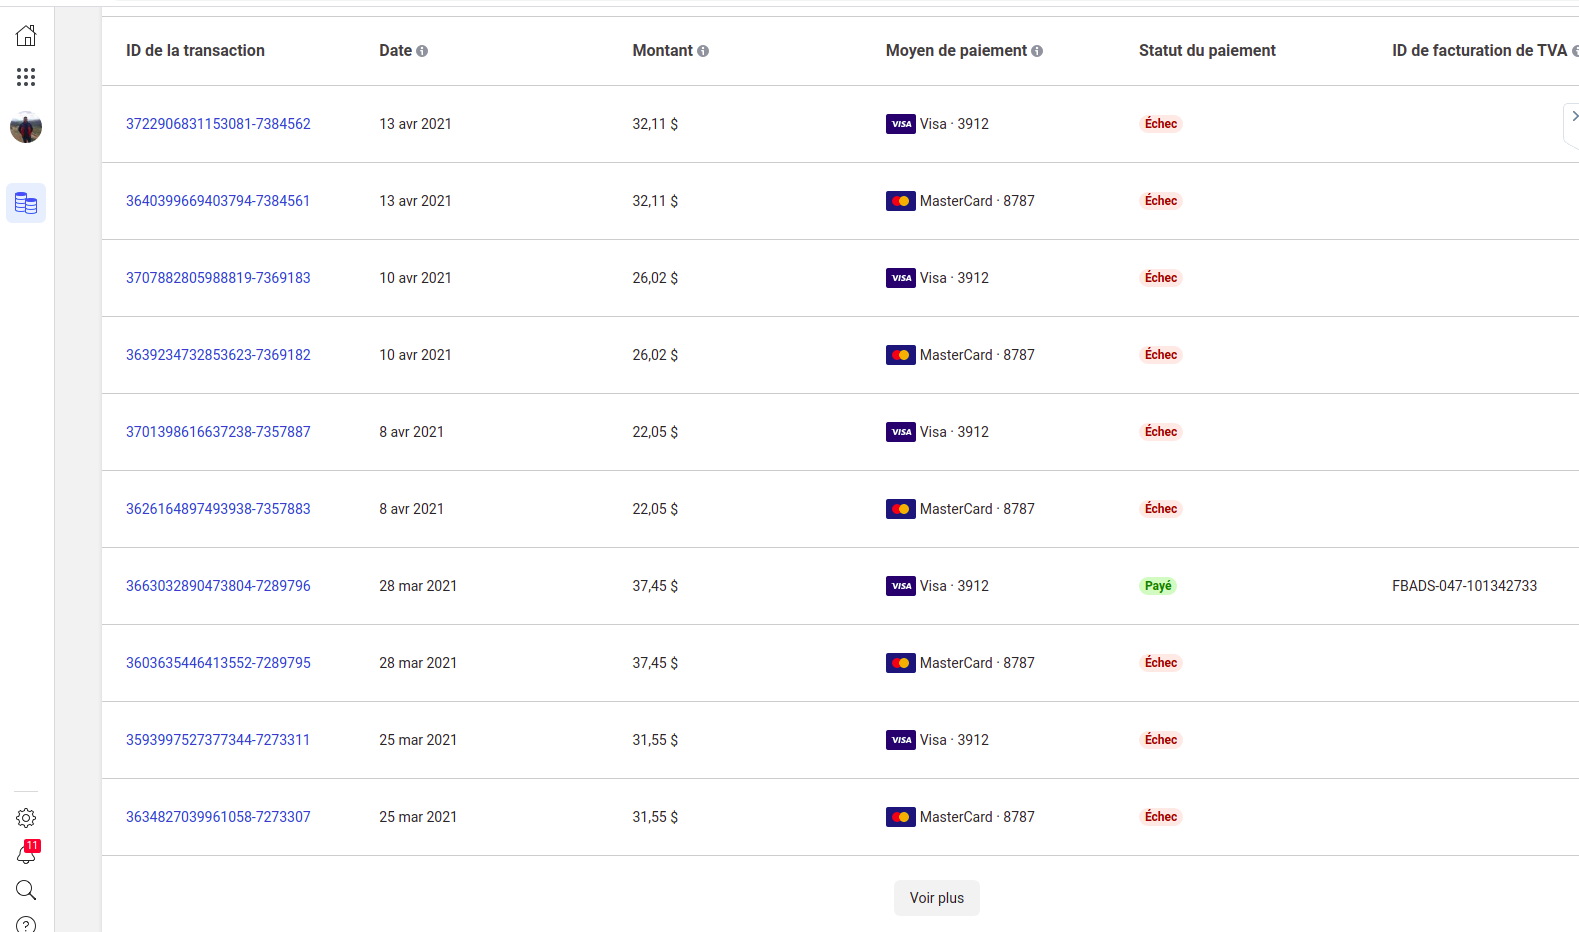 ID de la transaction Date Montant Moyen de paiement Statut du paiement ID de facturation de TVA
3722906831153081-7384562 13 avr 2021 32,11 $ VISA Visa · 3912 Échec
3640399669403794-7384561 13 avr 2021 32,11 $ MasterCard · 8787 Échec
3707882805988819-7369183 10 avr 2021 26,02 $ VISA Visa · 3912 Échec
3639234732853623-7369182 10 avr 2021 26,02 $ MasterCard · 8787 Échec
3701398616637238-7357887 8 avr 2021 22,05 $ VISA Visa · 3912 Échec
3626164897493938-7357883 8 avr 2021 22,05 $ MasterCard · 8787 Échec
3663032890473804-7289796 28 mar 2021 37,45 $ VISA Visa · 3912 Payé FBADS-047-101342733
3603635446413552-7289795 28 mar 2021 37,45 $ MasterCard · 8787 Échec
3593997527377344-7273311 25 mar 2021 31,55 $ VISA Visa · 3912 Échec
3634827039961058-7273307 25 mar 2021 31,55 $ MasterCard · 8787 Échec
11
Voir plus